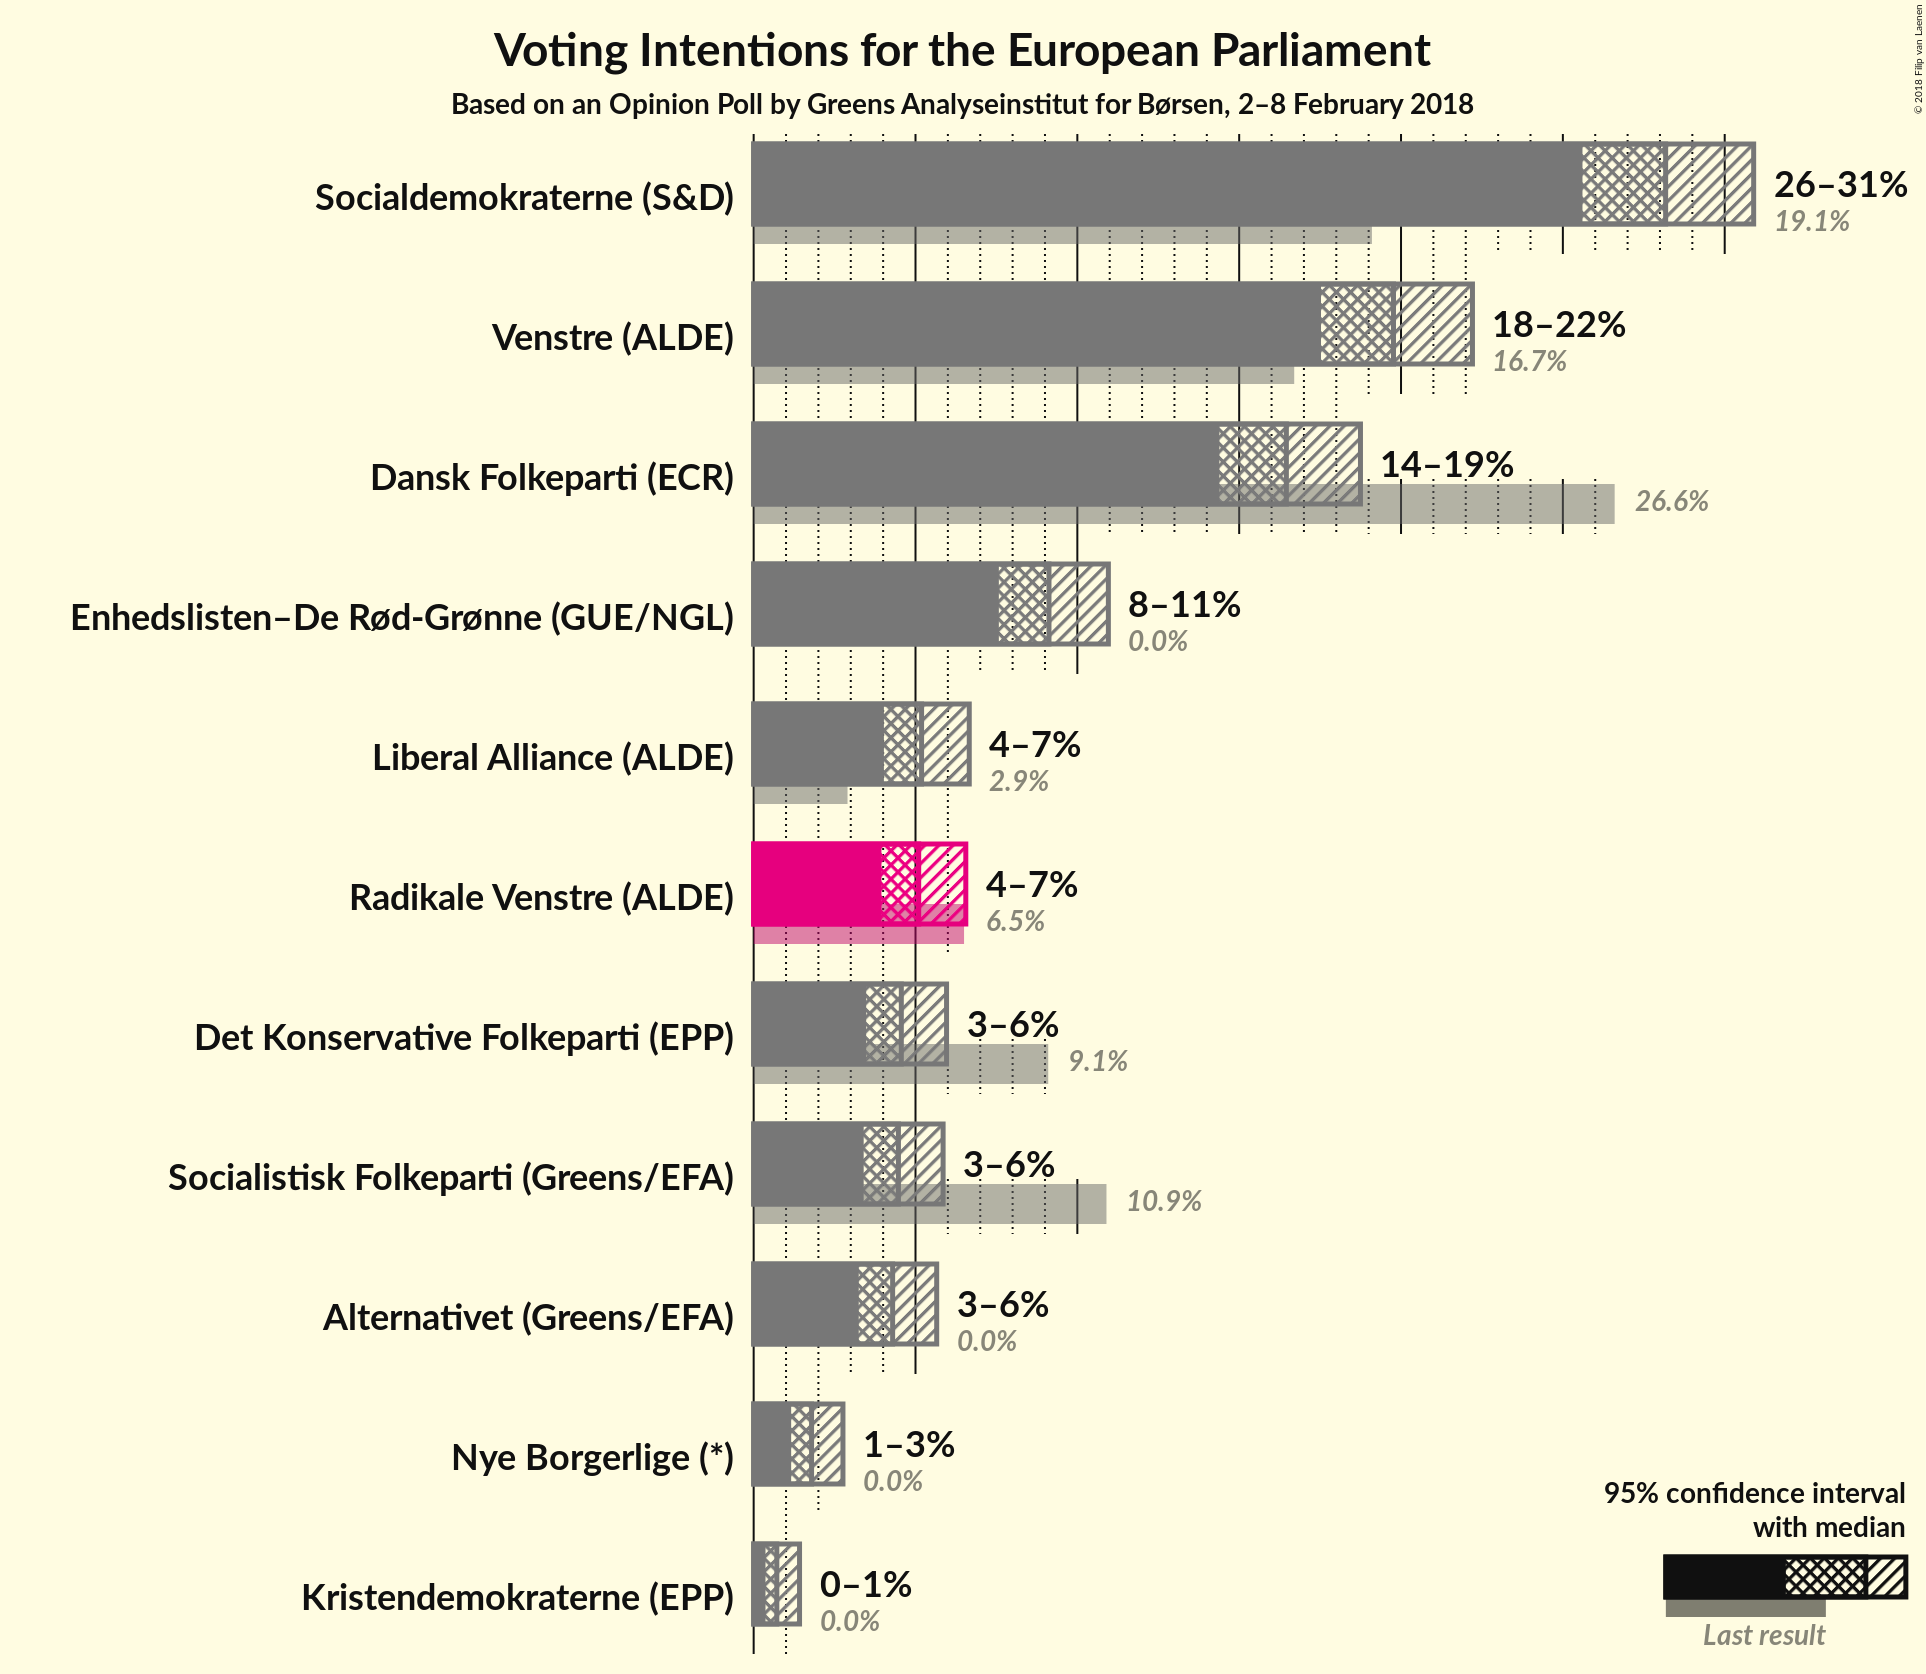 Voting Intentions for the European Parliament
Based on an Opinion Poll by Greens Analyseinstitut for Børsen, 2–8 February 2018
© 2018 Filip van Laenen
Socialdemokraterne (S&D)
26–31%
19.1%
Venstre (ALDE)
18–22%
16.7%
Dansk Folkeparti (ECR)
14–19%
26.6%
Enhedslisten–De Rød-Grønne (GUE/NGL)
8–11%
0.0%
Liberal Alliance (ALDE)
4–7%
2.9%
Radikale Venstre (ALDE)
4–7%
6.5%
Det Konservative Folkeparti (EPP)
3–6%
9.1%
Socialistisk Folkeparti (Greens/EFA)
3–6%
10.9%
Alternativet (Greens/EFA)
3–6%
0.0%
Nye Borgerlige (*)
1–3%
0.0%
Kristendemokraterne (EPP)
0–1%
0.0%
95% confidence interval
with median
Last result